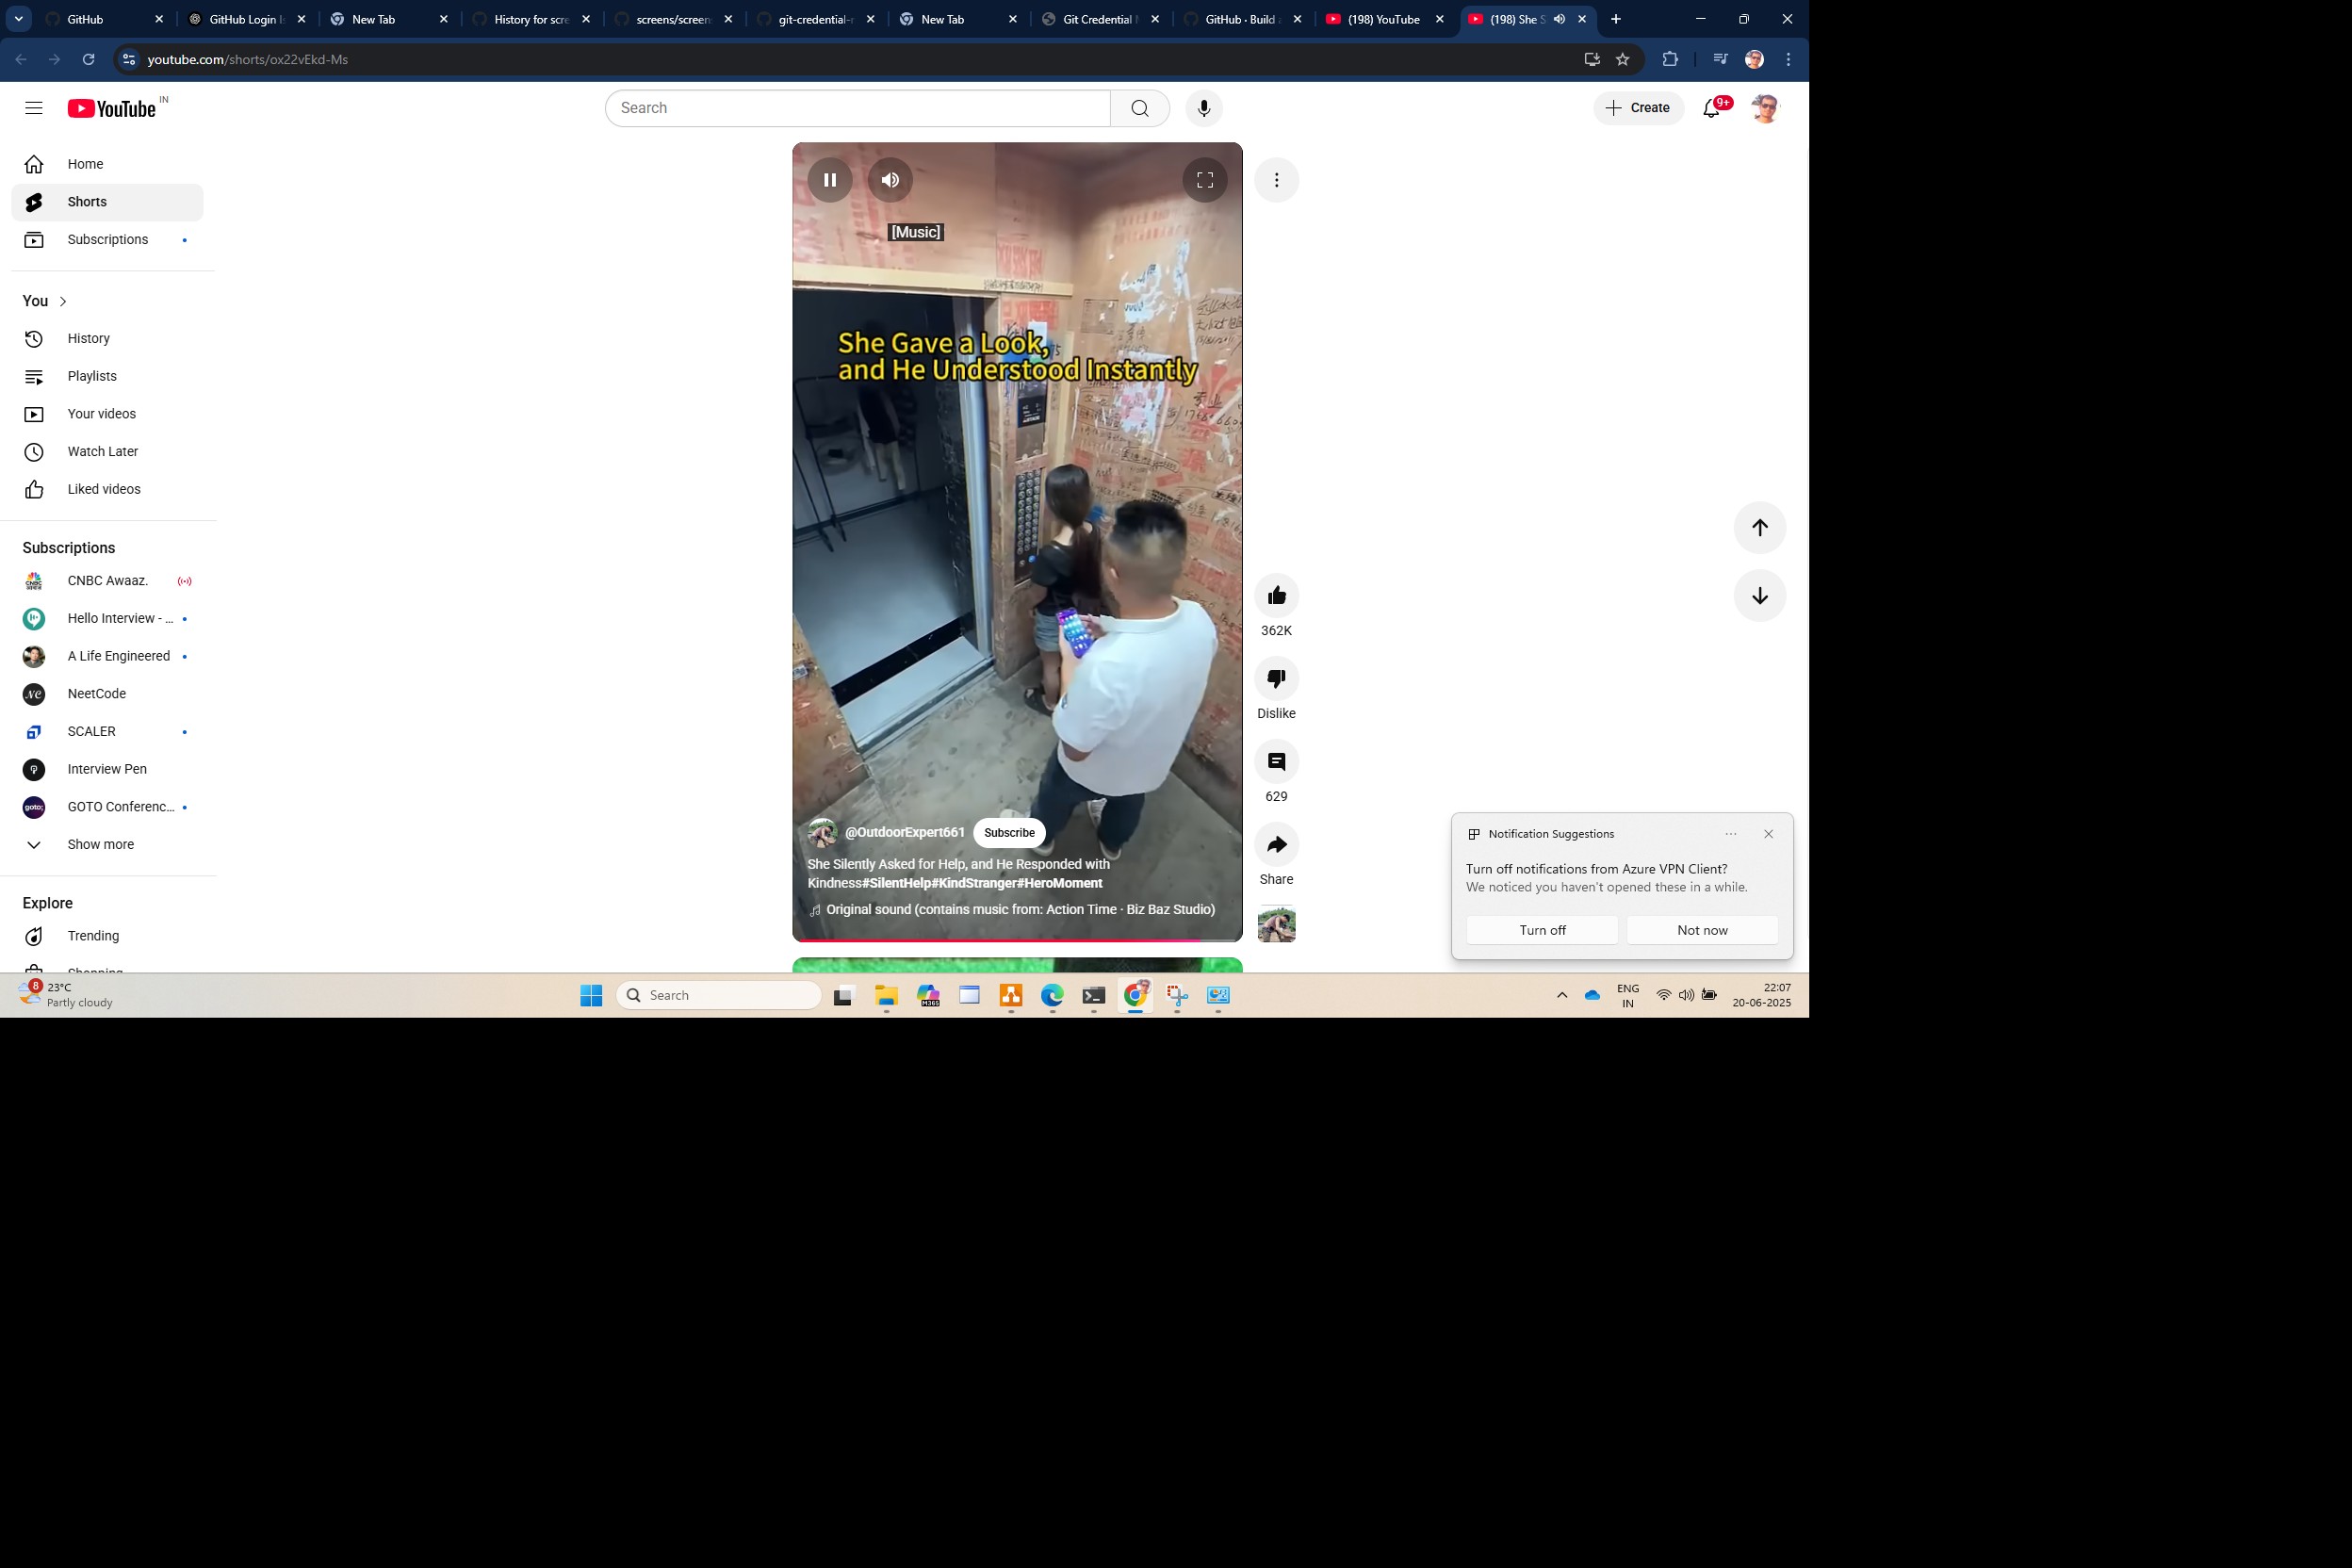 GitHub
GitHub Login
New Tab
History for scre
screens/screen
git-credential-
New Tab
Git Credential
GitHub · Build
(198) YouTube
(198) She S
youtube.com/shorts/ox22vEkd-Ms
YouTube IN
Search
Create
9+
Home
Shorts
Subscriptions
You
History
Playlists
Your videos
Watch Later
Liked videos
Subscriptions
CNBC Awaaz.
Hello Interview - ...
A Life Engineered
NeetCode
SCALER
Interview Pen
GOTO Conferenc...
Show more
Explore
Trending
Shopping
[Music]
She Gave a Look,
and He Understood Instantly
@OutdoorExpert661
Subscribe
She Silently Asked for Help, and He Responded with
Kindness#SilentHelp#KindStranger#HeroMoment
Original sound (contains music from: Action Time · Biz Baz Studio)
362K
Dislike
629
Share
Notification Suggestions
Turn off notifications from Azure VPN Client?
We noticed you haven't opened these in a while.
Turn off
Not now
8
23°C
Partly cloudy
Search
M365
ENG
IN
22:07
20-06-2025